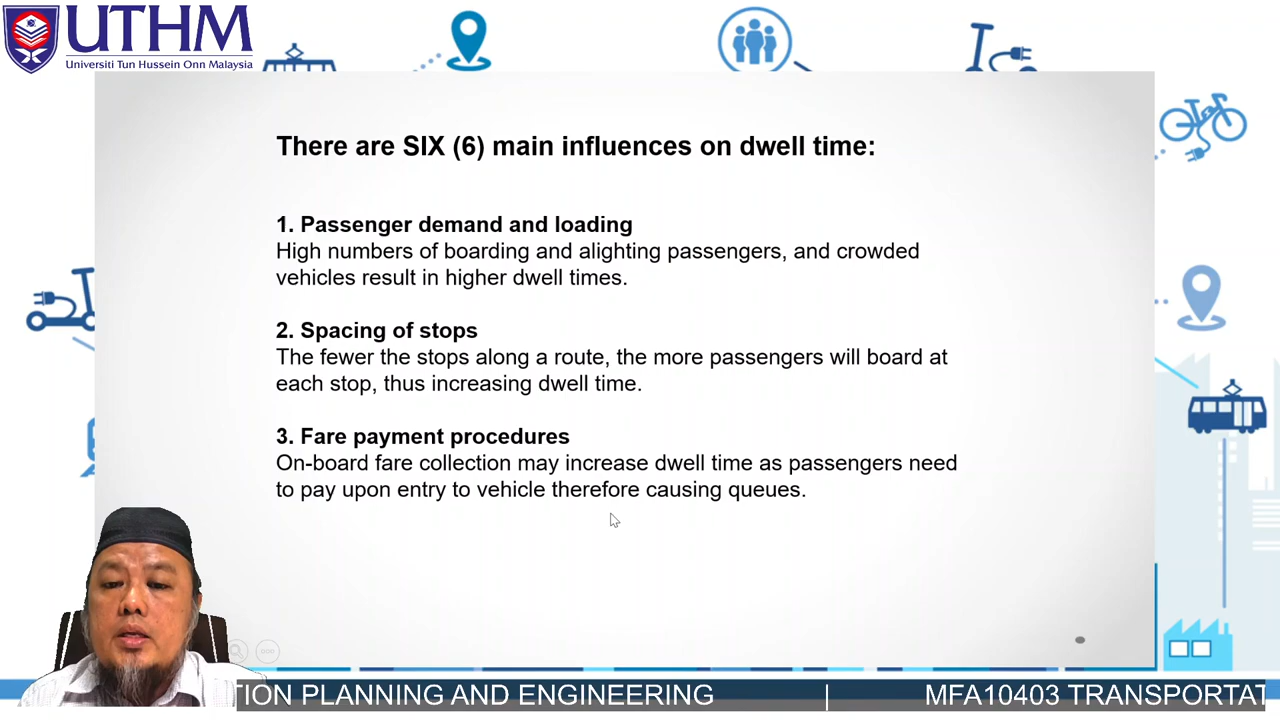 UTHM
Universiti Tun Hussein Onn Malaysia
There are SIX (6) main influences on dwell time:
1. Passenger demand and loading
High numbers of boarding and alighting passengers, and crowded
vehicles result in higher dwell times.
2. Spacing of stops
The fewer the stops along a route, the more passengers will board at
each stop, thus increasing dwell time.
3. Fare payment procedures
On-board fare collection may increase dwell time as passengers need
to pay upon entry to vehicle therefore causing queues.
TION PLANNING AND ENGINEERING | MFA10403 TRANSPORTAT